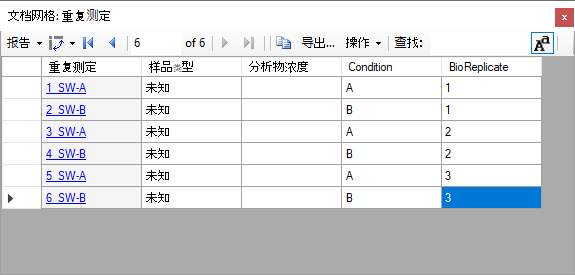 文档网格: 重复测定
报告 6 of 6 导出... 操作 查找: Aa
重复测定 样品类型 分析物浓度 Condition BioReplicate
1_SW-A 未知 A 1
2_SW-B 未知 B 1
3_SW-A 未知 A 2
4_SW-B 未知 B 2
5_SW-A 未知 A 3
6_SW-B 未知 B 3